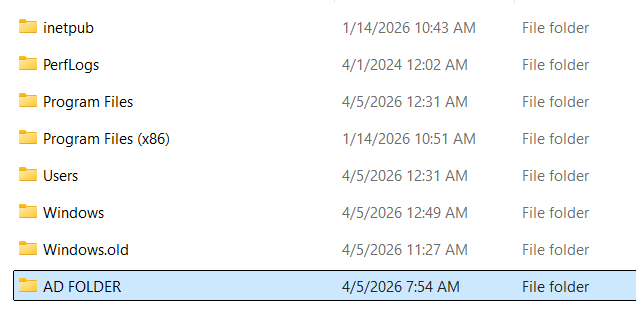 inetpub 1/14/2026 10:43 AM File folder
PerfLogs 4/1/2024 12:02 AM File folder
Program Files 4/5/2026 12:31 AM File folder
Program Files (x86) 1/14/2026 10:51 AM File folder
Users 4/5/2026 12:31 AM File folder
Windows 4/5/2026 12:49 AM File folder
Windows.old 4/5/2026 11:27 AM File folder
AD FOLDER 4/5/2026 7:54 AM File folder